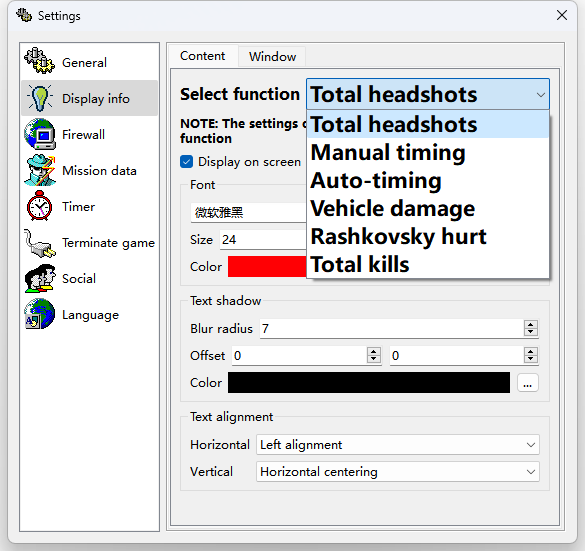 Settings
General
Display info
Firewall
Mission data
Timer
Terminate game
Social
Language
Content
Window
Select function Total headshots
Total headshots
Manual timing
Auto-timing
Vehicle damage
Rashkovsky hurt
Total kills
NOTE: The settings
function
Display on screen
Font
微软雅黑
Size 24
Color
Text shadow
Blur radius 7
Offset 0 0
Color ...
Text alignment
Horizontal Left alignment
Vertical Horizontal centering